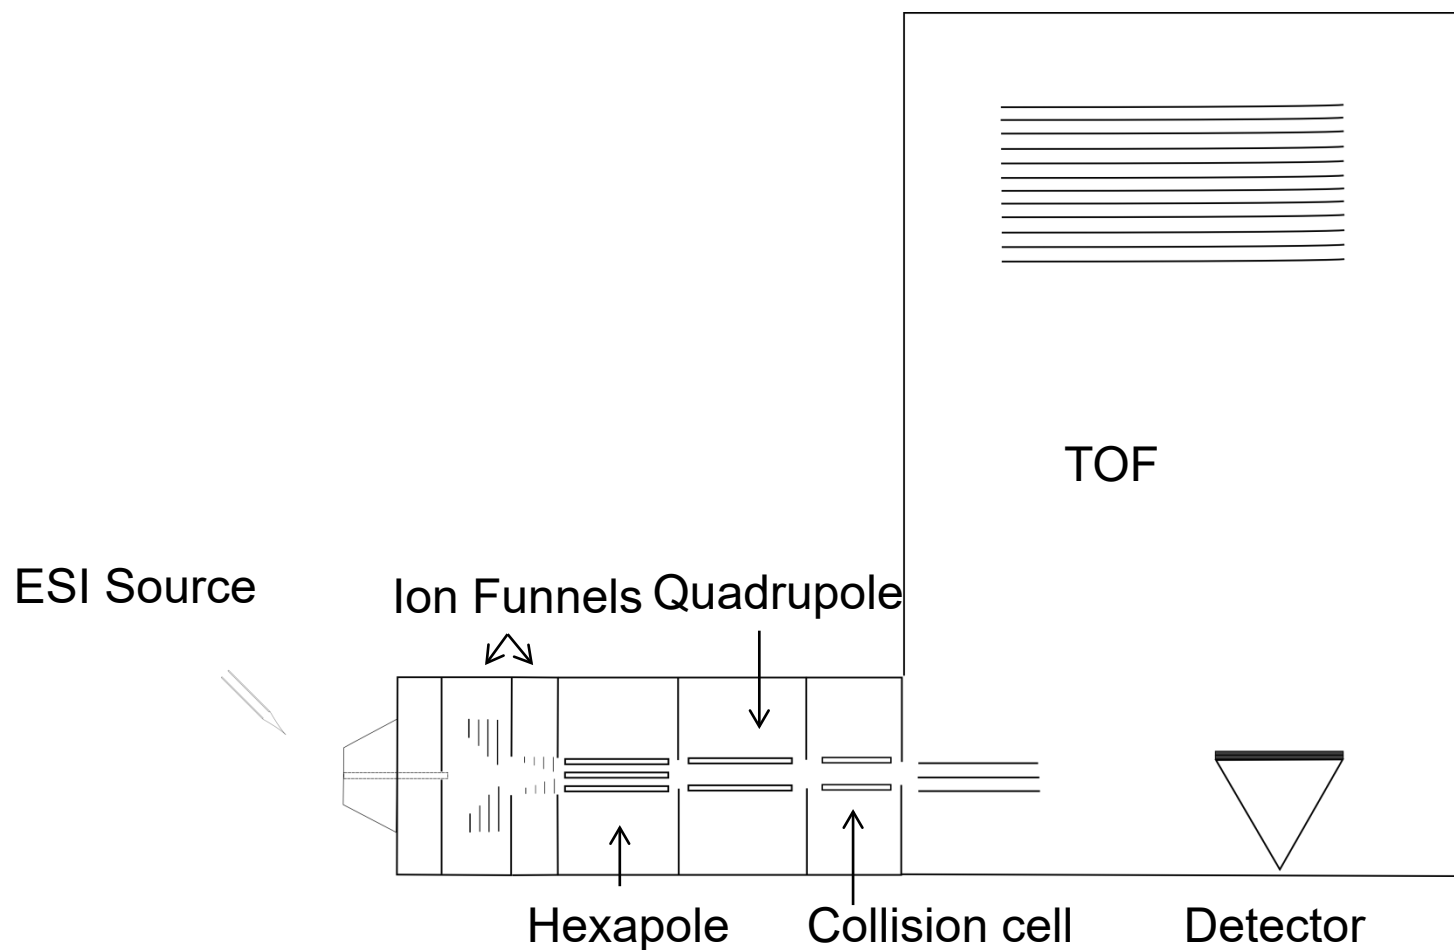 TOF
ESI Source
Ion Funnels
Quadrupole
Hexapole
Collision cell
Detector